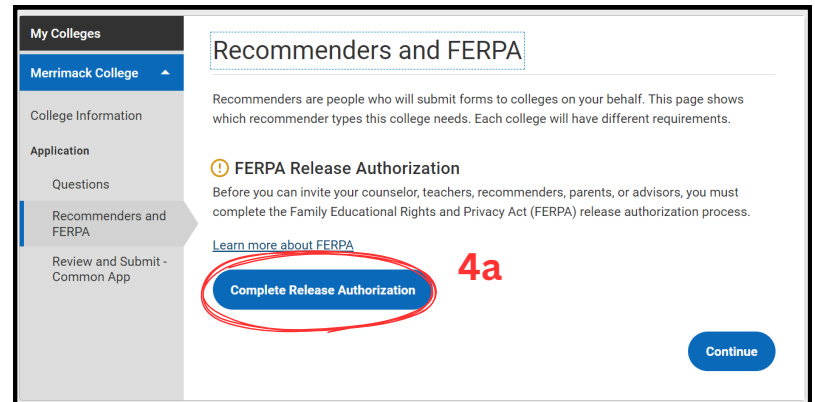 My Colleges
Merrimack College
College Information
Application
Questions
Recommenders and
FERPA
Review and Submit -
Common App
Recommenders and FERPA
Recommenders are people who will submit forms to colleges on your behalf. This page shows
which recommender types this college needs. Each college will have different requirements.
FERPA Release Authorization
Before you can invite your counselor, teachers, recommenders, parents, or advisors, you must
complete the Family Educational Rights and Privacy Act (FERPA) release authorization process.
Learn more about FERPA
Complete Release Authorization
4a
Continue